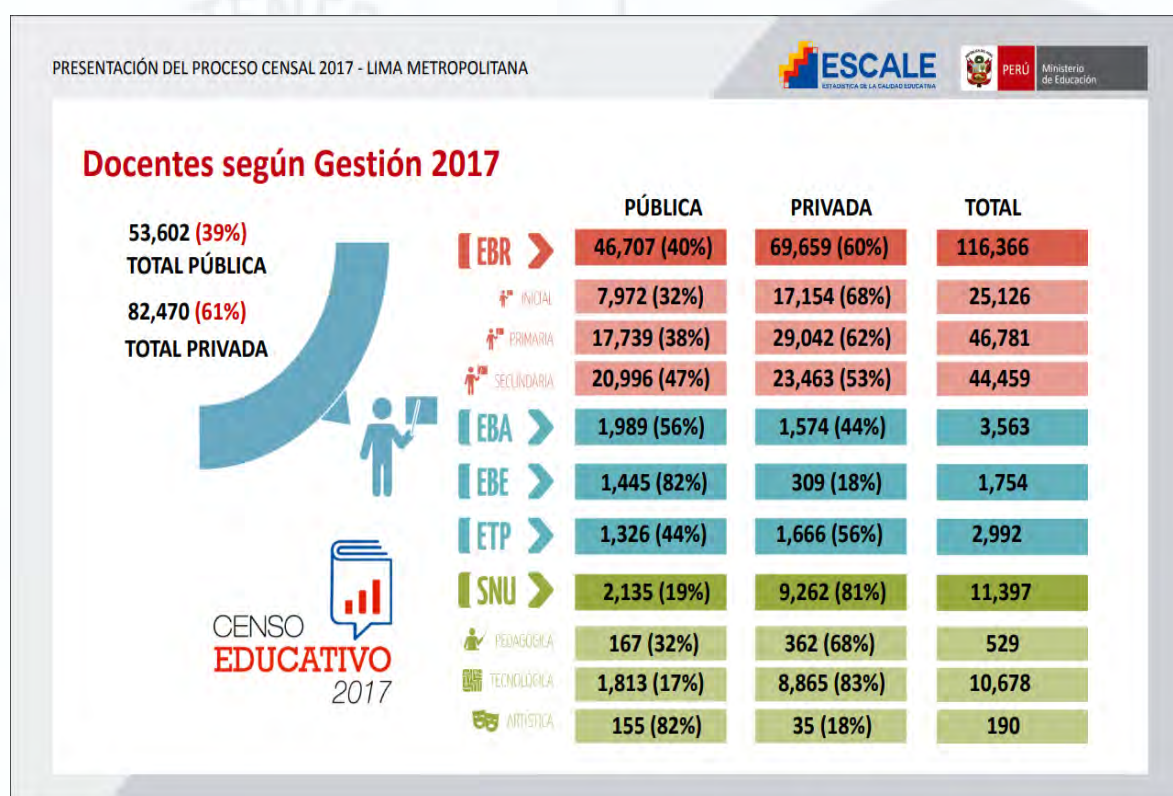 PRESENTACIÓN DEL PROCESO CENSAL 2017 - LIMA METROPOLITANA
ESCALE
ESTADÍSTICA DE LA CALIDAD EDUCATIVA
PERÚ
Ministerio
de Educación
Docentes según Gestión 2017
53,602 (39%)
TOTAL PÚBLICA
82,470 (61%)
TOTAL PRIVADA
PÚBLICA PRIVADA TOTAL
EBR 46,707 (40%) 69,659 (60%) 116,366
INICIAL 7,972 (32%) 17,154 (68%) 25,126
PRIMARIA 17,739 (38%) 29,042 (62%) 46,781
SECUNDARIA 20,996 (47%) 23,463 (53%) 44,459
EBA 1,989 (56%) 1,574 (44%) 3,563
EBE 1,445 (82%) 309 (18%) 1,754
ETP 1,326 (44%) 1,666 (56%) 2,992
SNU 2,135 (19%) 9,262 (81%) 11,397
PEDAGÓGICA 167 (32%) 362 (68%) 529
TECNOLÓGICA 1,813 (17%) 8,865 (83%) 10,678
ARTÍSTICA 155 (82%) 35 (18%) 190
CENSO
EDUCATIVO
2017